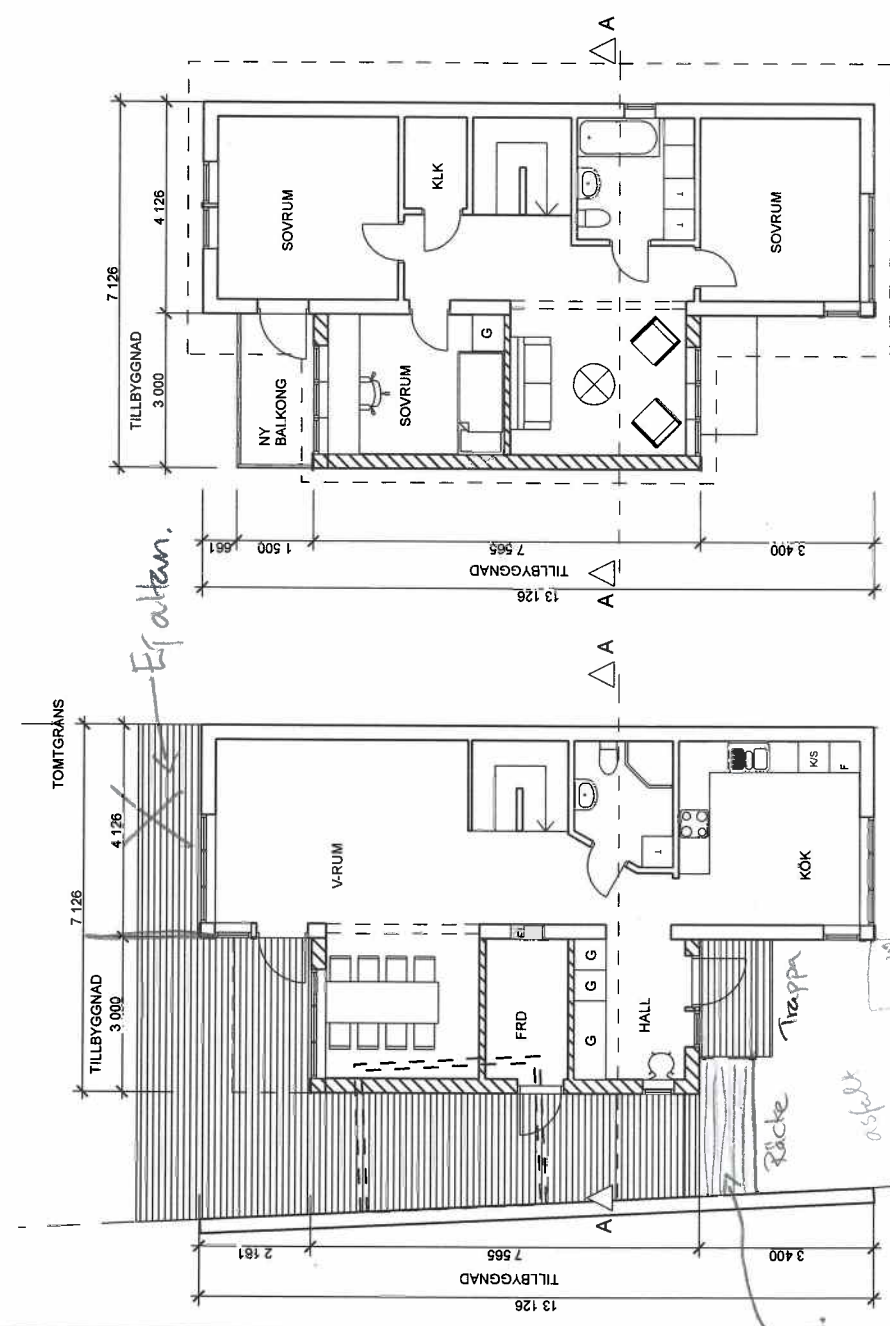 A
7 126
TILLBYGGNAD
3 000
4 126
SOVRUM
KLK
NY
BALKONG
SOVRUM
G
SOVRUM
661
1 500
7 565
3 400
TILLBYGGNAD
13 126
A
Ej altan.
TOMTGRÄNS
7 126
TILLBYGGNAD
3 000
4 126
A
V-RUM
EL
FRD
G
G
G
HALL
KÖK
K/S
F
Trappa
Räcke
asfalt
A
2 161
7 565
3 400
TILLBYGGNAD
13 126